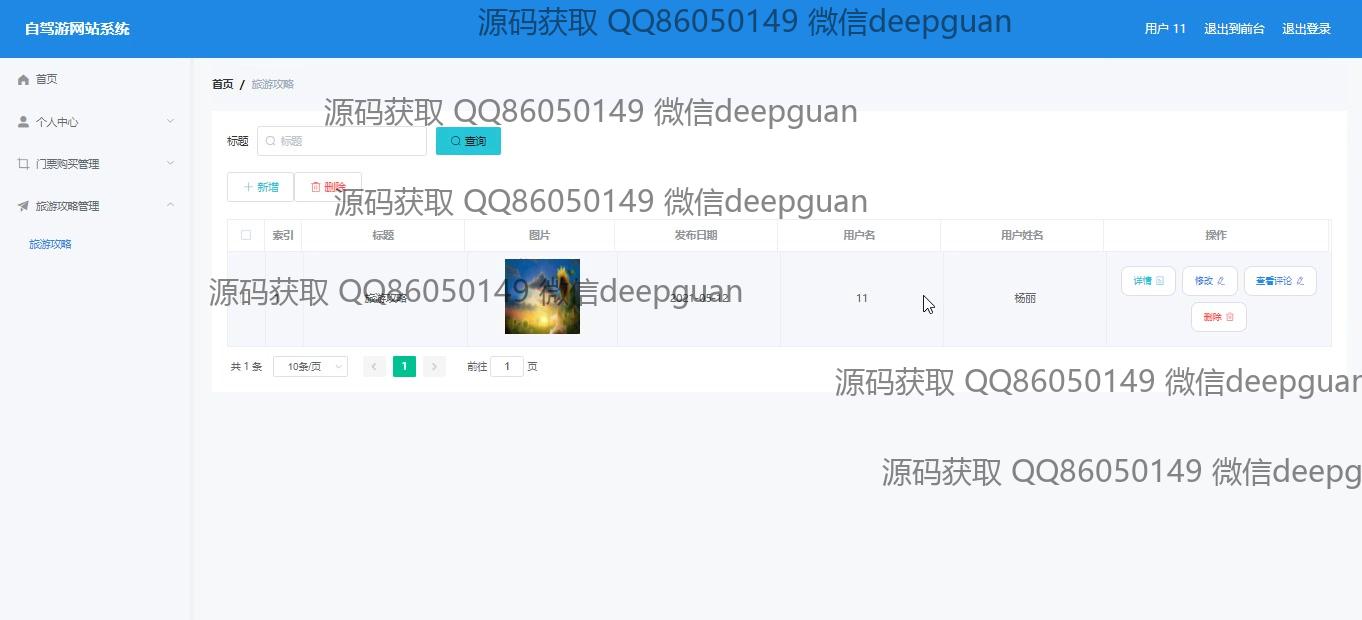 自驾游网站系统
源码获取 QQ86050149 微信deepguan
用户 11 退出到前台 退出登录
首页
个人中心
门票购买管理
旅游攻略管理
旅游攻略
首页 / 旅游攻略
源码获取 QQ86050149 微信deepguan
标题 标题 查询
新增 删除
源码获取 QQ86050149 微信deepguan
索引 标题 图片 发布日期 用户名 用户姓名 操作
1 旅游攻略 2021-05-12 11 杨丽 详情 修改 查看评论
删除
源码获取 QQ86050149 微信deepguan
共 1 条 10条/页 1 前往 1 页
源码获取 QQ86050149 微信deepguan
源码获取 QQ86050149 微信deepg